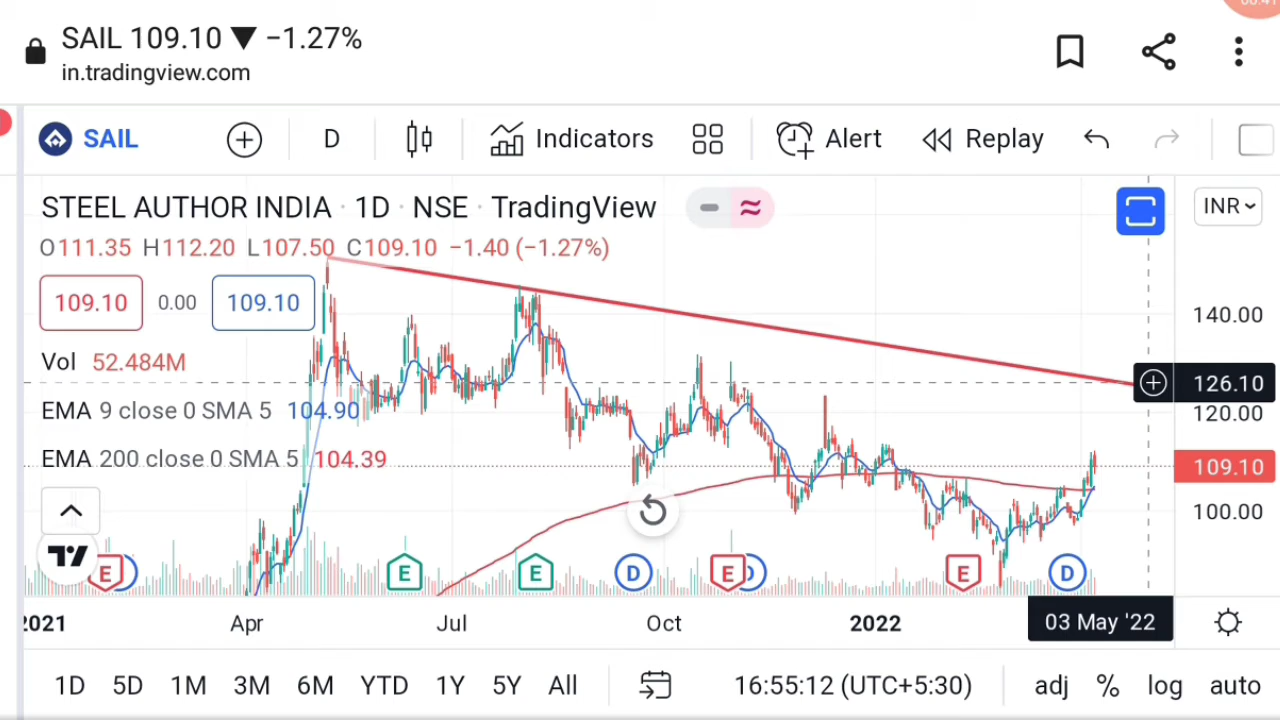 SAIL 109.10 ▼ −1.27%
in.tradingview.com
SAIL D Indicators Alert Replay
STEEL AUTHOR INDIA · 1D · NSE · TradingView INR
O111.35 H112.20 L107.50 C109.10 −1.40 (−1.27%)
109.10 0.00 109.10
140.00
Vol 52.484M
126.10
EMA 9 close 0 SMA 5 104.90
120.00
EMA 200 close 0 SMA 5 104.39
109.10
100.00
E E E D E D E D
2021 Apr Jul Oct 2022 03 May '22
1D 5D 1M 3M 6M YTD 1Y 5Y All 16:55:12 (UTC+5:30) adj % log auto